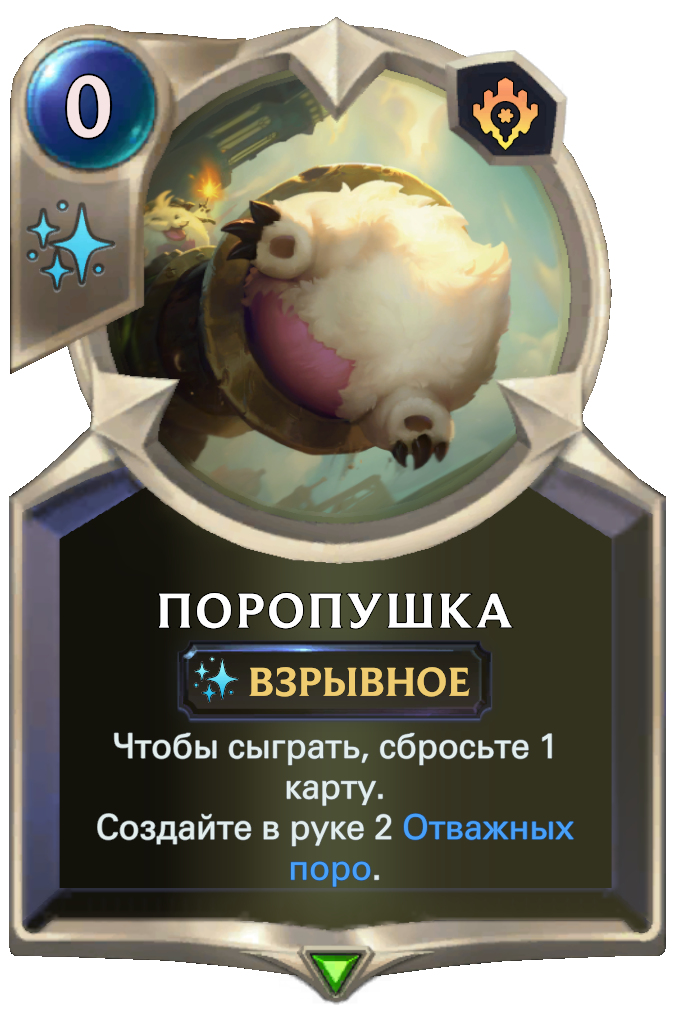 0
ПОРОПУШКА
ВЗРЫВНОЕ
Чтобы сыграть, сбросьте 1
карту.
Создайте в руке 2 Отважных
поро.